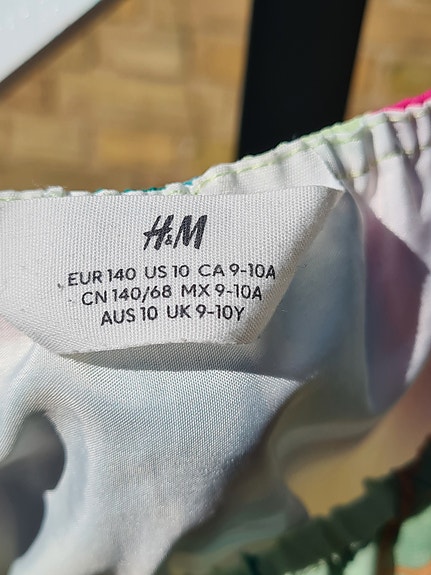 H&M
EUR 140 US 10 CA 9-10A
CN 140/68 MX 9-10A
AUS 10 UK 9-10Y